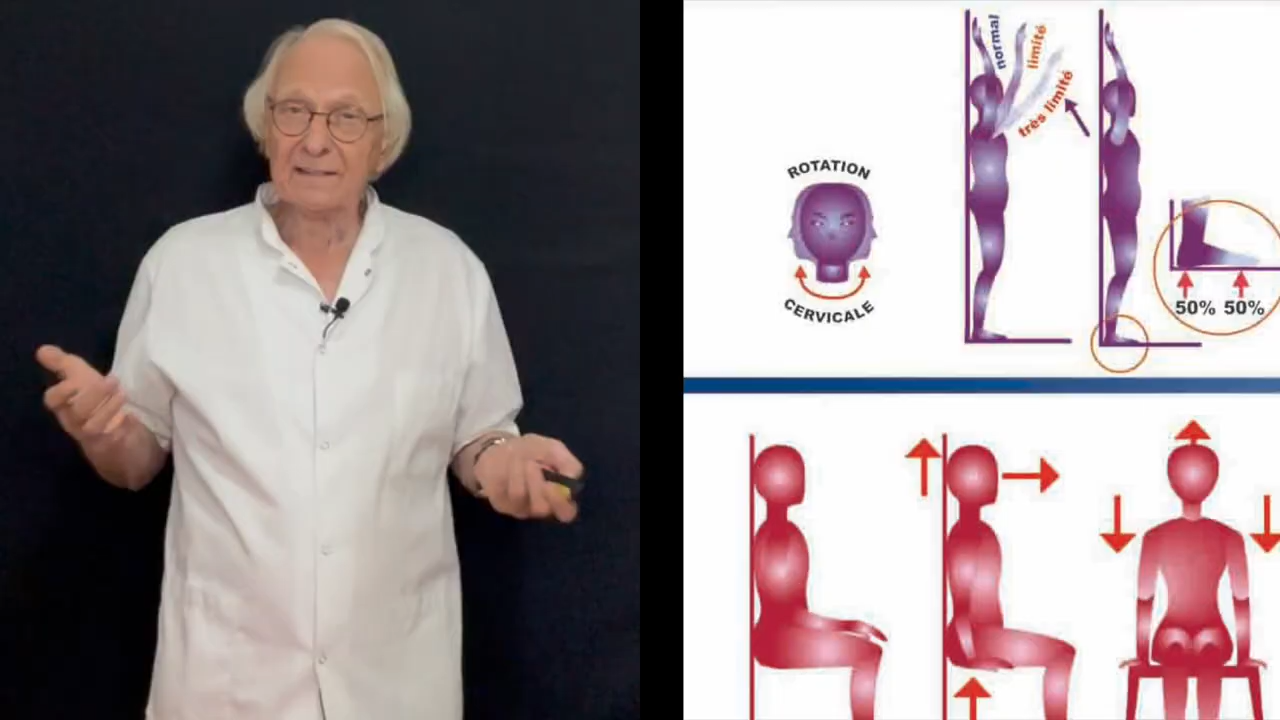 normal
limité
très limité
ROTATION
CERVICALE
50% 50%